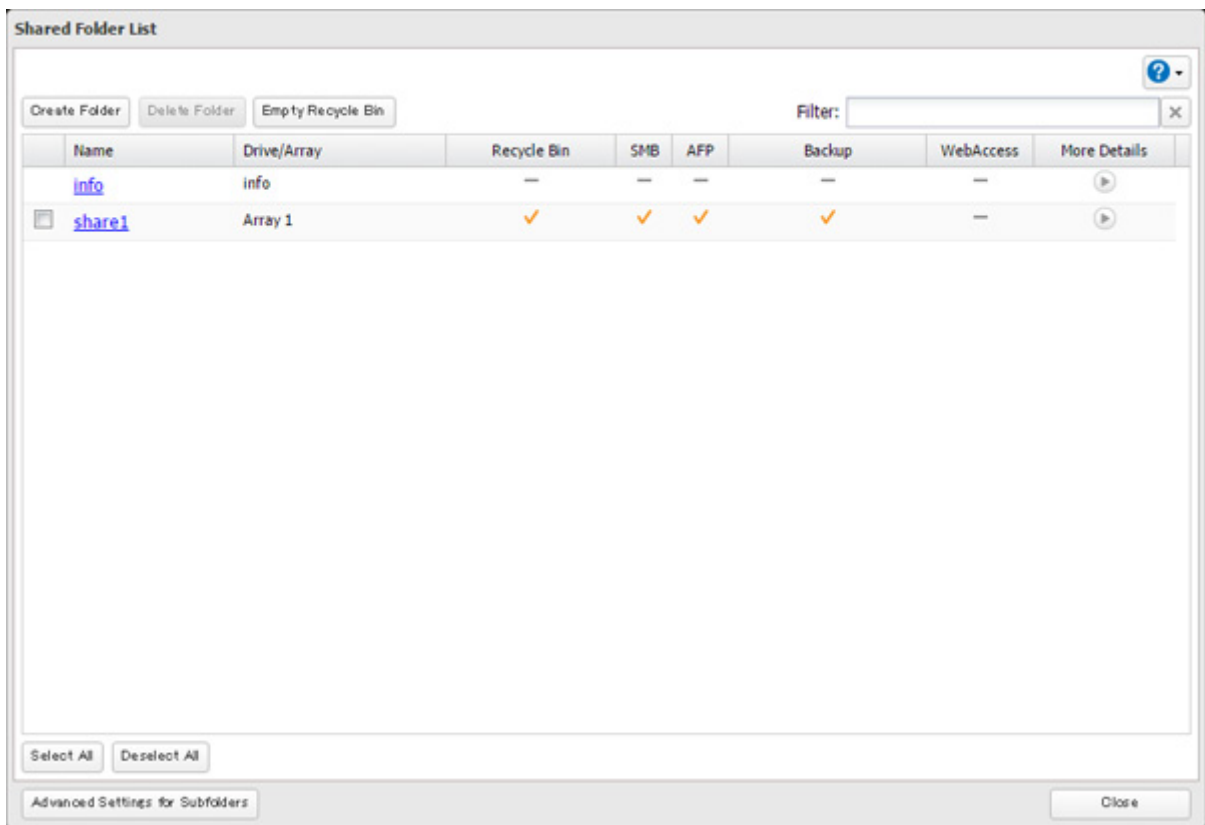 Shared Folder List
?
Create Folder Delete Folder Empty Recycle Bin Filter:
Name Drive/Array Recycle Bin SMB AFP Backup WebAccess More Details
info info — — — — —
share1 Array 1 ✓ ✓ ✓ ✓ —
Select All Deselect All
Advanced Settings for Subfolders Close